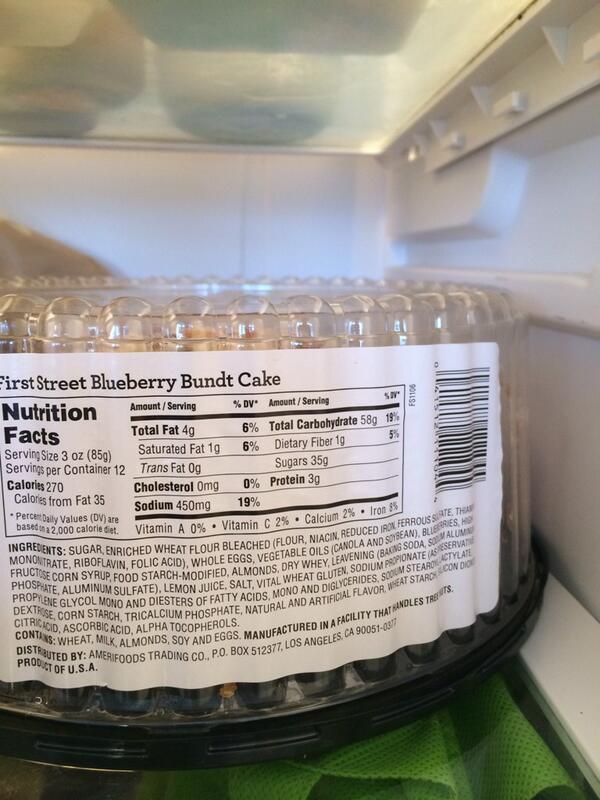 First Street Blueberry Bundt Cake
Nutrition
Facts
Serving Size 3 oz (85g)
Servings per Container 12
Calories 270
Calories from Fat 35
* Percent Daily Values (DV) are
based on a 2,000 calorie diet.
Amount / Serving % DV* Amount / Serving % DV*
Total Fat 4g 6% Total Carbohydrate 58g 19%
Saturated Fat 1g 6% Dietary Fiber 1g 5%
Trans Fat 0g Sugars 35g
Cholesterol 0mg 0% Protein 3g
Sodium 450mg 19%
Vitamin A 0% • Vitamin C 2% • Calcium 2% • Iron 8%
FS1106
INGREDIENTS: SUGAR, ENRICHED WHEAT FLOUR BLEACHED (FLOUR, NIACIN, REDUCED IRON, FERROUS SULFATE, THIAMIN
MONONITRATE, RIBOFLAVIN, FOLIC ACID), WHOLE EGGS, VEGETABLE OILS (CANOLA AND SOYBEAN), BLUEBERRIES, HIGH
FRUCTOSE CORN SYRUP, FOOD STARCH-MODIFIED, ALMONDS, DRY WHEY, LEAVENING (BAKING SODA, SODIUM ALUMINUM
PHOSPHATE, ALUMINUM SULFATE), LEMON JUICE, SALT, VITAL WHEAT GLUTEN, SODIUM PROPIONATE (AS PRESERVATIVE)
PROPYLENE GLYCOL MONO AND DIESTERS OF FATTY ACIDS, MONO AND DIGLYCERIDES, SODIUM STEAROYL LACTYLATE,
DEXTROSE, CORN STARCH, TRICALCIUM PHOSPHATE, NATURAL AND ARTIFICIAL FLAVOR, WHEAT STARCH, SILICON DIOXIDE
CITRIC ACID, ASCORBIC ACID, ALPHA TOCOPHEROLS.
CONTAINS: WHEAT, MILK, ALMONDS, SOY AND EGGS. MANUFACTURED IN A FACILITY THAT HANDLES TREE NUTS.
DISTRIBUTED BY: AMERIFOODS TRADING CO., P.O. BOX 512377, LOS ANGELES, CA 90051-0377
PRODUCT OF U.S.A.